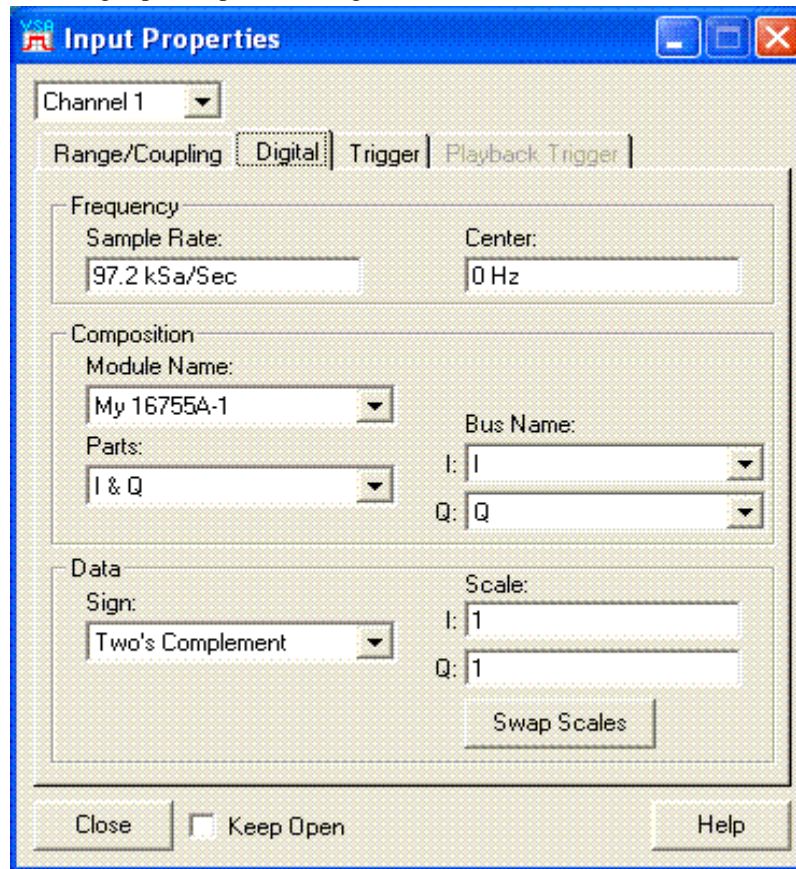 VSA
Input Properties
Channel 1
Range/Coupling Digital Trigger Playback Trigger
Frequency
Sample Rate: Center:
97.2 kSa/Sec 0 Hz
Composition
Module Name:
My 16755A-1
Bus Name:
Parts:
I: I
I & Q
Q: Q
Data
Scale:
Sign:
I: 1
Two's Complement
Q: 1
Swap Scales
Close Keep Open Help